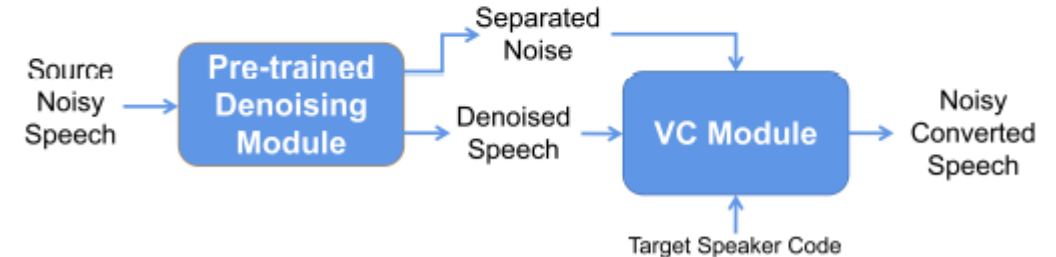 Source
Noisy
Speech
Pre-trained
Denoising
Module
Separated
Noise
Denoised
Speech
VC Module
Target Speaker Code
Noisy
Converted
Speech